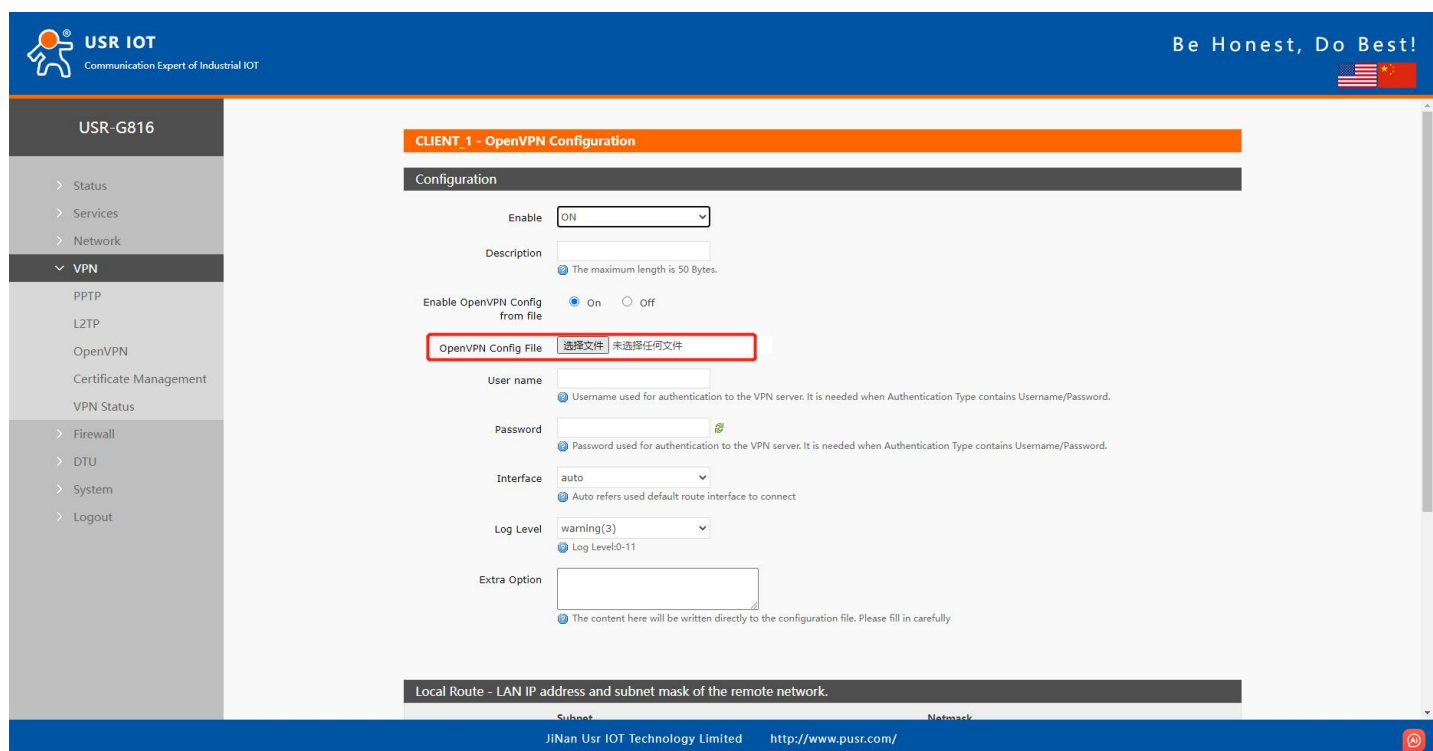 USR IOT
Communication Expert of Industrial IOT
Be Honest, Do Best!
USR-G816
Status
Services
Network
VPN
PPTP
L2TP
OpenVPN
Certificate Management
VPN Status
Firewall
DTU
System
Logout
CLIENT_1 - OpenVPN Configuration
Configuration
Enable ON
Description
The maximum length is 50 Bytes.
Enable OpenVPN Config On Off
from file
OpenVPN Config File 选择文件 未选择任何文件
User name
Username used for authentication to the VPN server. It is needed when Authentication Type contains Username/Password.
Password
Password used for authentication to the VPN server. It is needed when Authentication Type contains Username/Password.
Interface auto
Auto refers used default route interface to connect
Log Level warning(3)
Log Level:0-11
Extra Option
The content here will be written directly to the configuration file. Please fill in carefully
Local Route - LAN IP address and subnet mask of the remote network.
Subnet Netmask
JiNan Usr IOT Technology Limited http://www.pusr.com/
AI